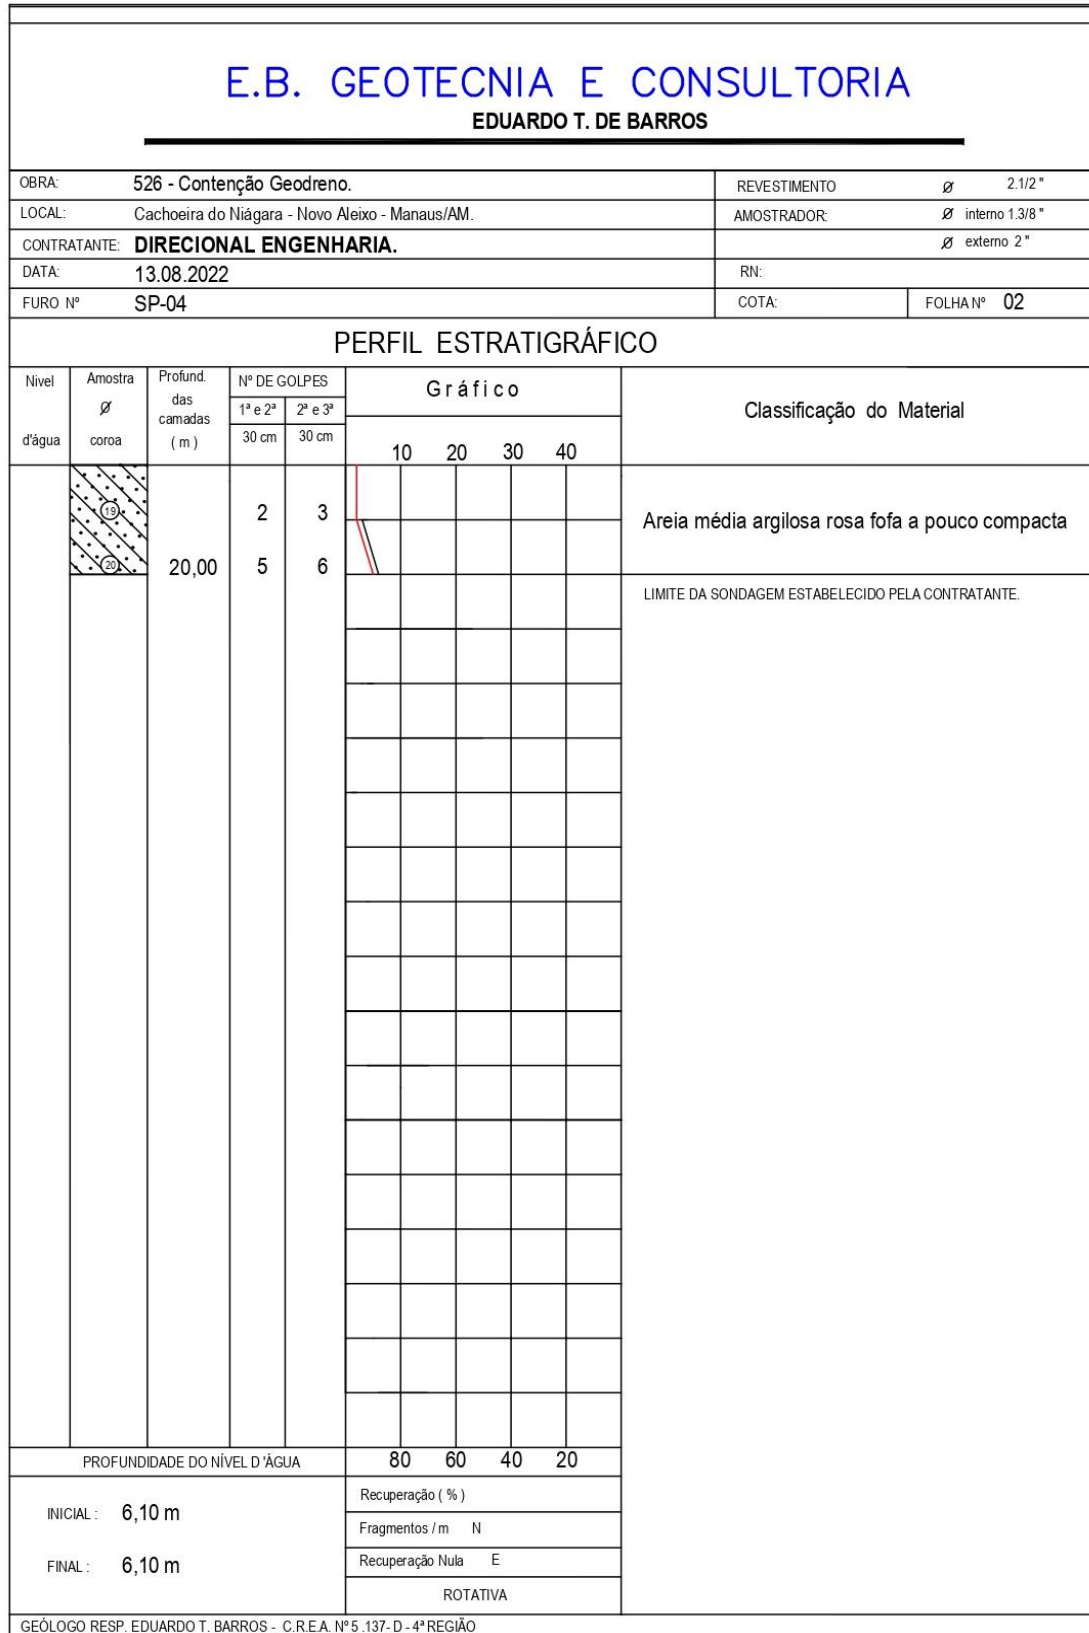 E.B. GEOTECNIA E CONSULTORIA
EDUARDO T. DE BARROS
OBRA: 526 - Contenção Geodreno.
REVESTIMENTO Ø 2.1/2 "
LOCAL: Cachoeira do Niágara - Novo Aleixo - Manaus/AM.
AMOSTRADOR: Ø interno 1.3/8 "
CONTRATANTE: DIRECIONAL ENGENHARIA.
Ø externo 2 "
DATA: 13.08.2022
RN:
FURO Nº SP-04
COTA:
FOLHA Nº 02
PERFIL ESTRATIGRÁFICO
Nivel d'água
Amostra Ø coroa
Profund. das camadas ( m )
Nº DE GOLPES
1ª e 2ª 2ª e 3ª
30 cm 30 cm
Gráfico
10 20 30 40
Classificação do Material
19 2 3
Areia média argilosa rosa fofa a pouco compacta
20 20,00 5 6
LIMITE DA SONDAGEM ESTABELECIDO PELA CONTRATANTE.
PROFUNDIDADE DO NÍVEL D 'ÁGUA
80 60 40 20
INICIAL : 6,10 m
FINAL : 6,10 m
Recuperação ( % )
Fragmentos / m N
Recuperação Nula E
ROTATIVA
GEÓLOGO RESP. EDUARDO T. BARROS - C.R.E.A. Nº 5 .137- D - 4ª REGIÃO